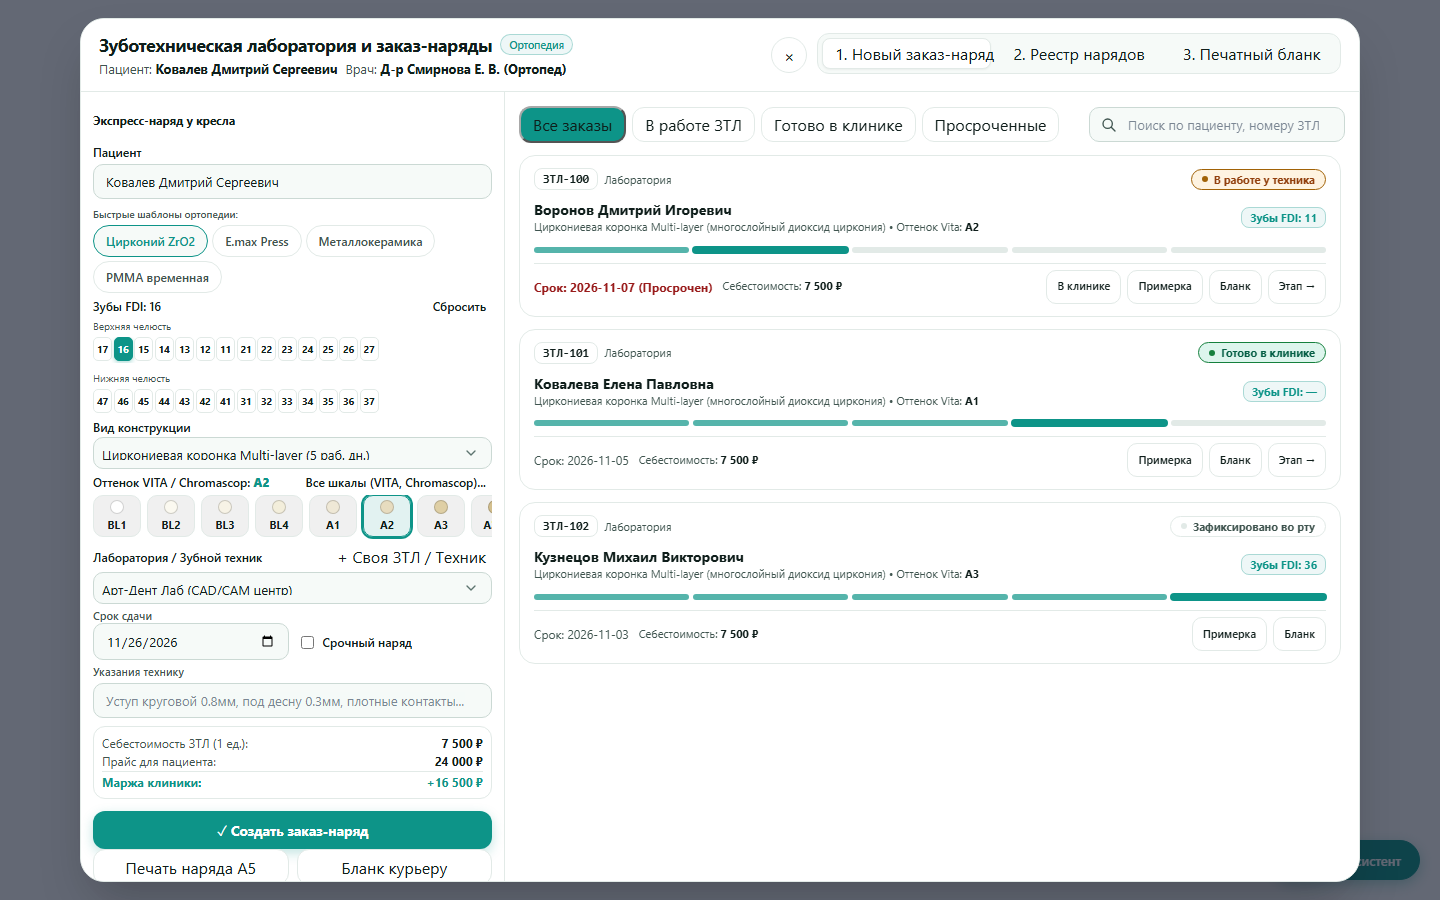 Зуботехническая лаборатория и заказ-наряды
Ортопедия
Пациент: Ковалев Дмитрий Сергеевич Врач: Д-р Смирнова Е. В. (Ортопед)
×
1. Новый заказ-наряд
2. Реестр нарядов
3. Печатный бланк
Экспресс-наряд у кресла
Пациент
Ковалев Дмитрий Сергеевич
Быстрые шаблоны ортопедии:
Цирконий ZrO2
E.max Press
Металлокерамика
PMMA временная
Зубы FDI: 16
Сбросить
Верхняя челюсть
17 16 15 14 13 12 11 21 22 23 24 25 26 27
Нижняя челюсть
47 46 45 44 43 42 41 31 32 33 34 35 36 37
Вид конструкции
Циркониевая коронка Multi-layer (5 раб. дн.)
Оттенок VITA / Chromascop: A2
Все шкалы (VITA, Chromascop)...
BL1 BL2 BL3 BL4 A1 A2 A3
Лаборатория / Зубной техник
+ Своя ЗТЛ / Техник
Арт-Дент Лаб (CAD/CAM центр)
Срок сдачи
11/26/2026
Срочный наряд
Указания технику
Уступ круговой 0.8мм, под десну 0.3мм, плотные контакты...
Себестоимость ЗТЛ (1 ед.): 7 500 ₽
Прайс для пациента: 24 000 ₽
Маржа клиники: +16 500 ₽
✓ Создать заказ-наряд
Печать наряда А5
Бланк курьеру
Все заказы
В работе ЗТЛ
Готово в клинике
Просроченные
Поиск по пациенту, номеру ЗТЛ
ЗТЛ-100 Лаборатория
В работе у техника
Воронов Дмитрий Игоревич
Зубы FDI: 11
Циркониевая коронка Multi-layer (многослойный диоксид циркония) • Оттенок Vita: A2
Срок: 2026-11-07 (Просрочен) Себестоимость: 7 500 ₽
В клинике
Примерка
Бланк
Этап →
ЗТЛ-101 Лаборатория
Готово в клинике
Ковалева Елена Павловна
Зубы FDI: —
Циркониевая коронка Multi-layer (многослойный диоксид циркония) • Оттенок Vita: A1
Срок: 2026-11-05 Себестоимость: 7 500 ₽
Примерка
Бланк
Этап →
ЗТЛ-102 Лаборатория
Зафиксировано во рту
Кузнецов Михаил Викторович
Зубы FDI: 36
Циркониевая коронка Multi-layer (многослойный диоксид циркония) • Оттенок Vita: A3
Срок: 2026-11-03 Себестоимость: 7 500 ₽
Примерка
Бланк